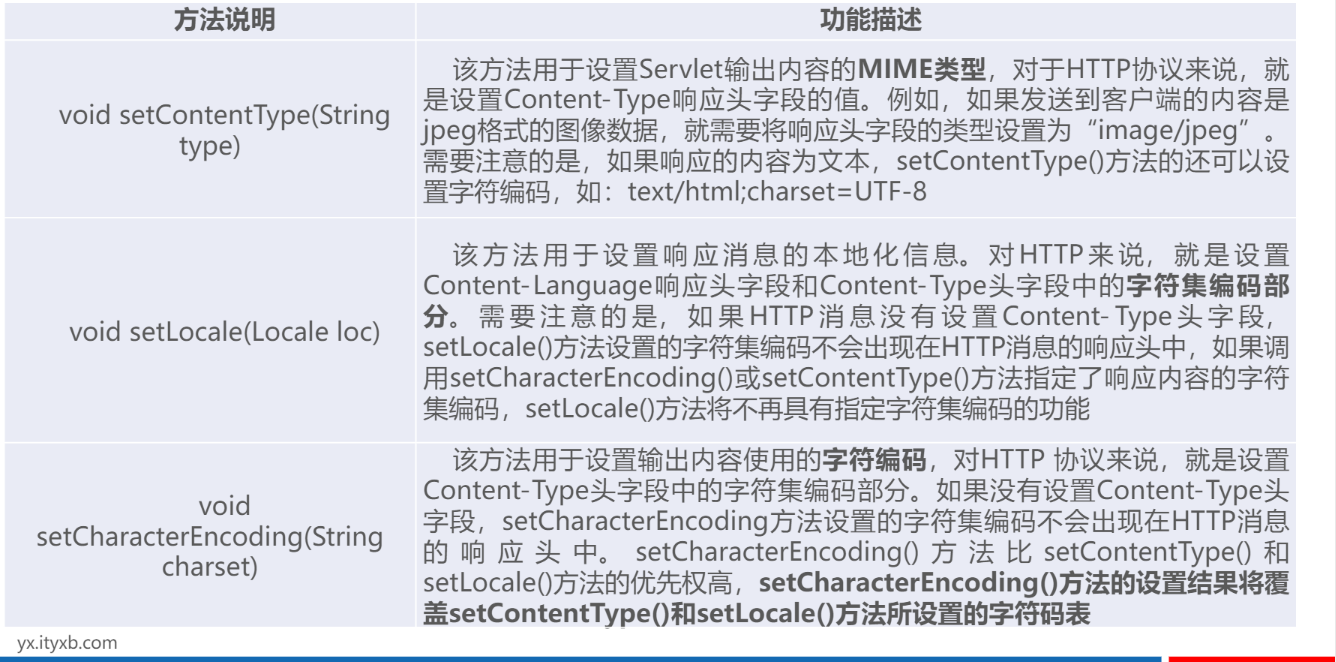 方法说明
功能描述
void setContentType(String
type)
该方法用于设置Servlet输出内容的MIME类型，对于HTTP协议来说，就
是设置Content-Type响应头字段的值。例如，如果发送到客户端的内容是
jpeg格式的图像数据，就需要将响应头字段的类型设置为“image/jpeg”。
需要注意的是，如果响应的内容为文本，setContentType()方法的还可以设
置字符编码，如：text/html;charset=UTF-8
void setLocale(Locale loc)
该方法用于设置响应消息的本地化信息。对HTTP来说，就是设置
Content-Language响应头字段和Content-Type头字段中的字符集编码部
分。需要注意的是，如果HTTP消息没有设置Content-Type头字段，
setLocale()方法设置的字符集编码不会出现在HTTP消息的响应头中，如果调
用setCharacterEncoding()或setContentType()方法指定了响应内容的字符
集编码，setLocale()方法将不再具有指定字符集编码的功能
void
setCharacterEncoding(String
charset)
该方法用于设置输出内容使用的字符编码，对HTTP 协议来说，就是设置
Content-Type头字段中的字符集编码部分。如果没有设置Content-Type头
字段，setCharacterEncoding方法设置的字符集编码不会出现在HTTP消息
的响应头中。setCharacterEncoding()方法比setContentType()和
setLocale()方法的优先权高，setCharacterEncoding()方法的设置结果将覆
盖setContentType()和setLocale()方法所设置的字符码表
yx.ityxb.com